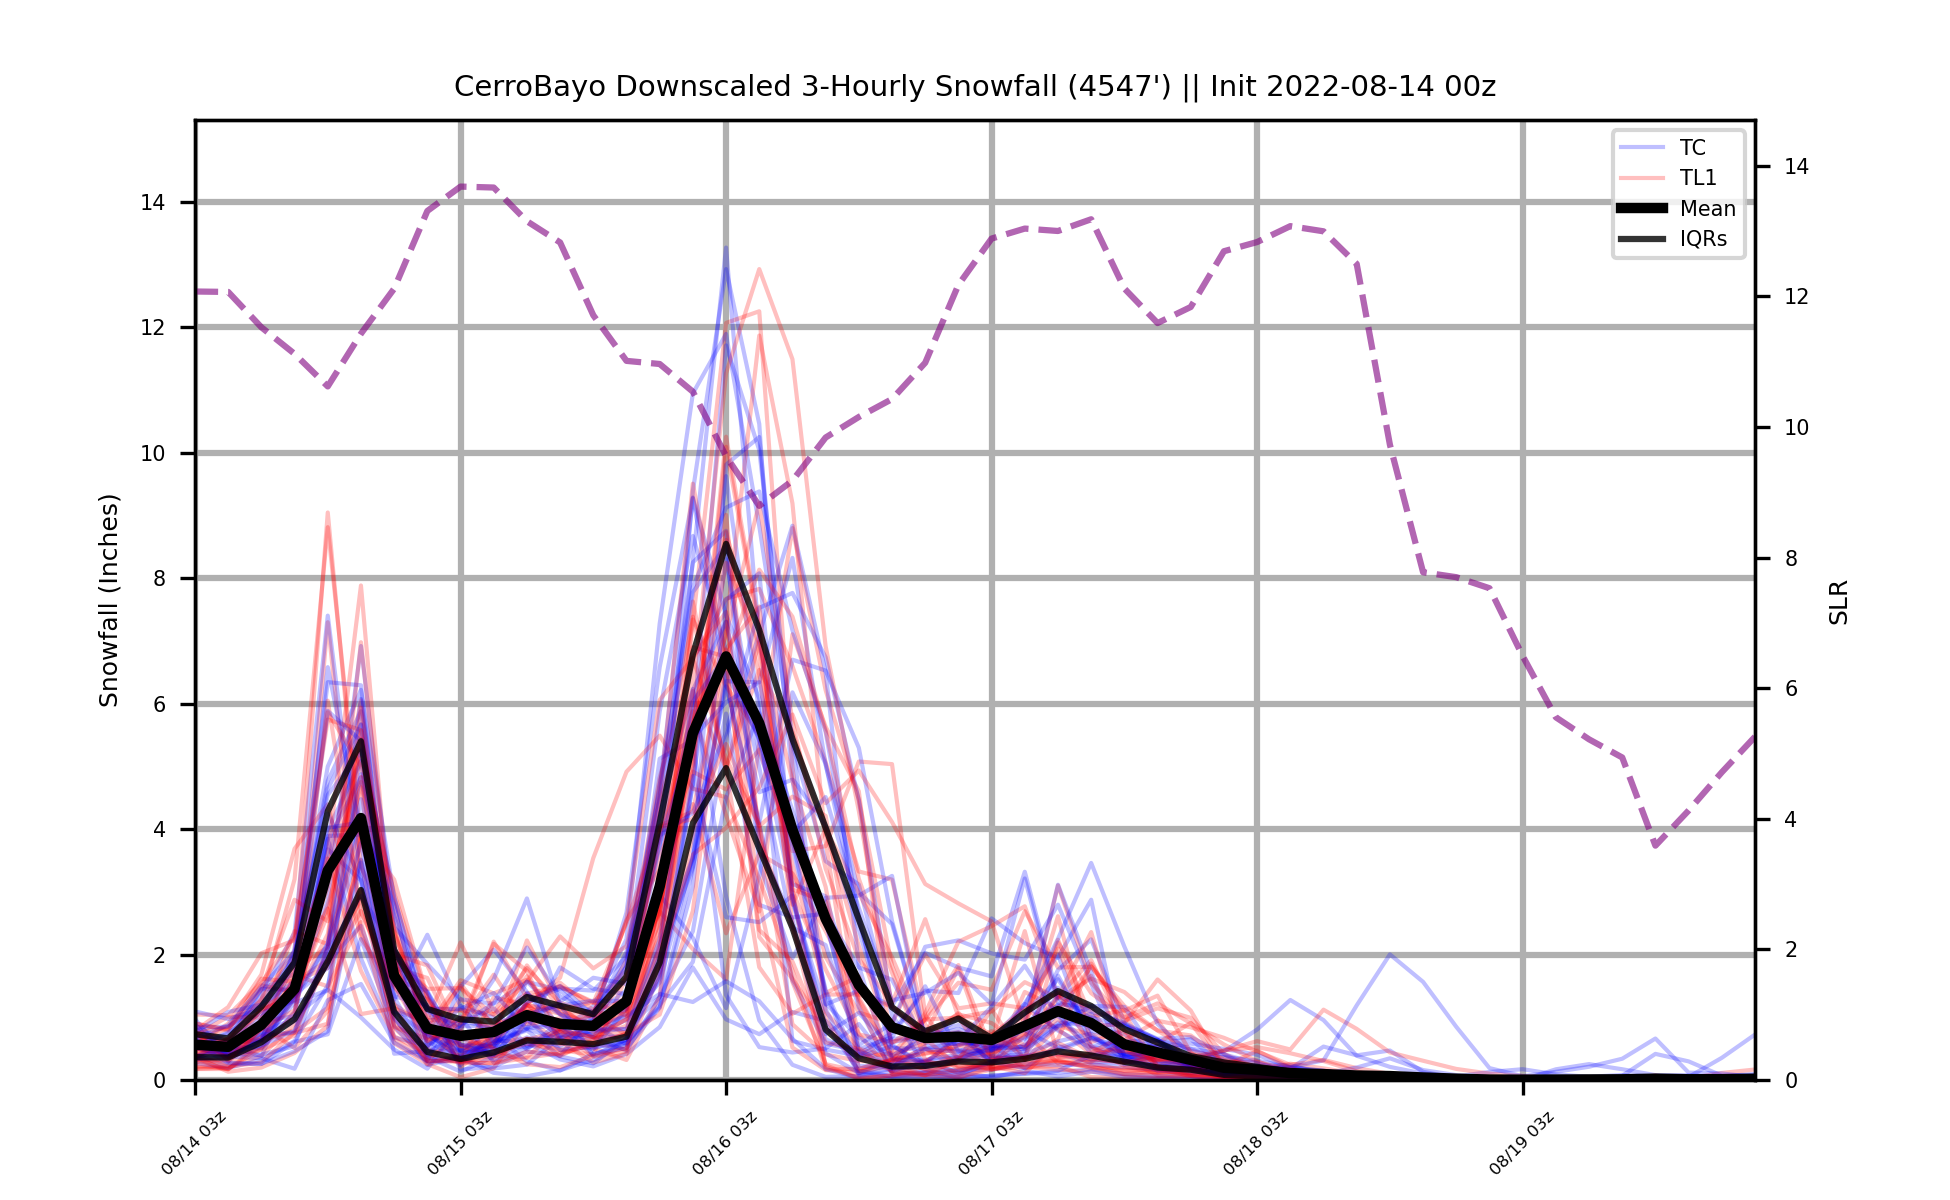 CerroBayo Downscaled 3-Hourly Snowfall (4547') || Init 2022-08-14 00z
TC
TL1
Mean
IQRs
Snowfall (Inches)
14
12
10
8
6
4
2
0
14
12
10
8
6
4
2
0
SLR
08/14 03z
08/15 03z
08/16 03z
08/17 03z
08/18 03z
08/19 03z